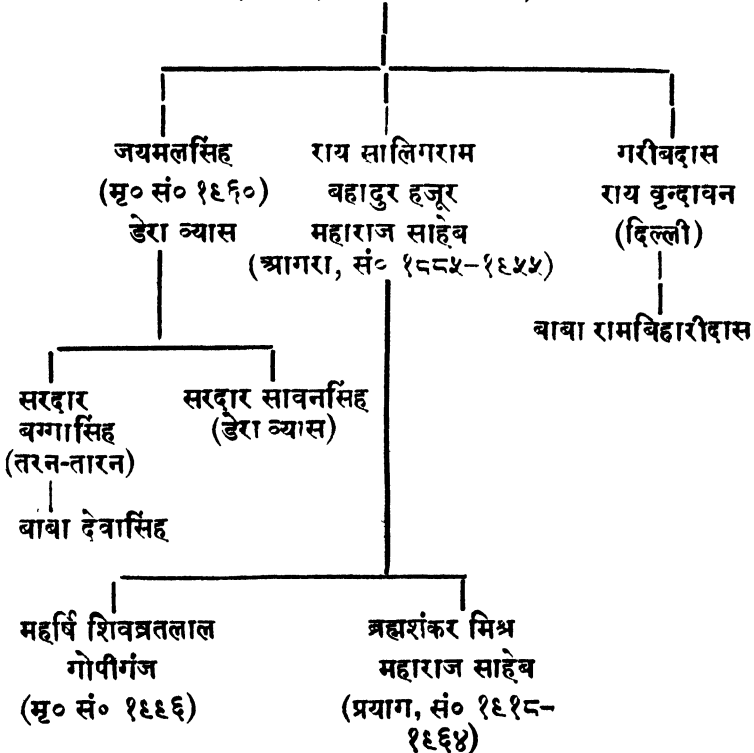 जयमलसिंह
(मृ० सं० १९६०)
डेरा व्यास
राय सालिगराम
बहादुर हजूर
महाराज साहेब
(आगरा, सं० १८८५–१९५५)
गरीबदास
राय वृन्दावन
(दिल्ली)
बाबा रामबिहारीदास
सरदार
बग्गासिंह
(तरन-तारन)
बाबा देवासिंह
सरदार सावनसिंह
(डेरा व्यास)
महर्षि शिवव्रतलाल
गोपीगंज
(मृ० सं० १९९६)
ब्रह्मशंकर मिश्र
महाराज साहेब
(प्रयाग, सं० १९१८–
१९६४)